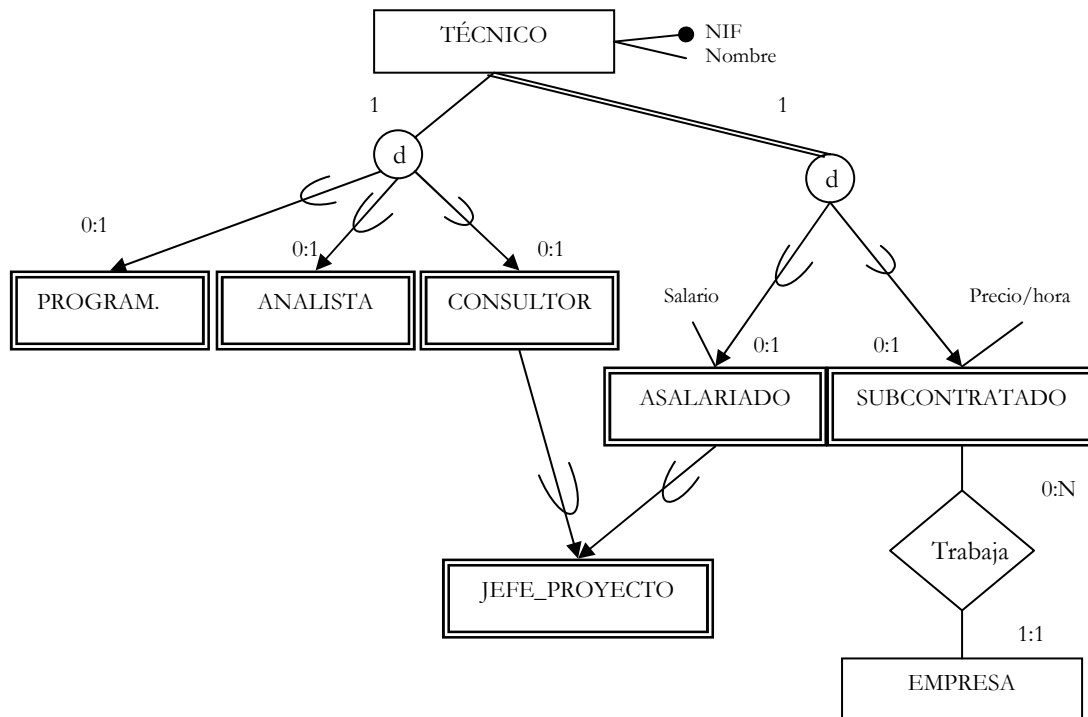 TÉCNICO
NIF
Nombre
1
1
d
d
0:1
0:1
0:1
PROGRAM.
ANALISTA
CONSULTOR
Salario
Precio/hora
0:1
0:1
ASALARIADO
SUBCONTRATADO
0:N
Trabaja
JEFE_PROYECTO
1:1
EMPRESA